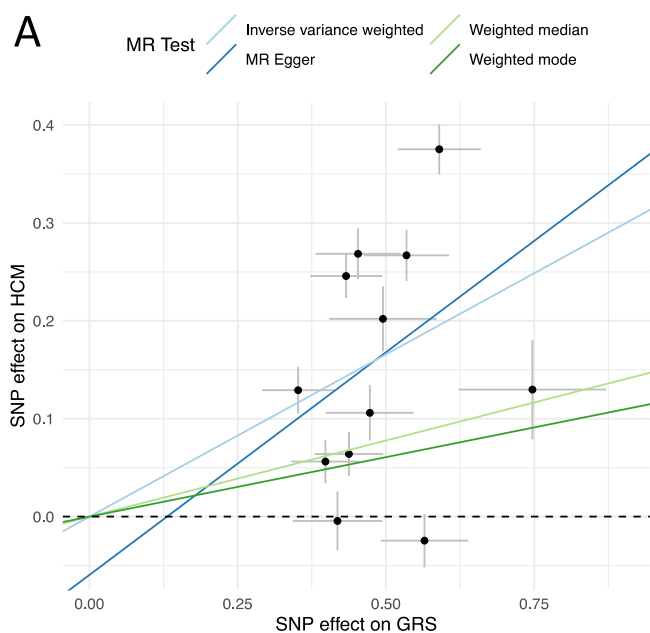 A
MR Test
Inverse variance weighted
MR Egger
Weighted median
Weighted mode
0.4
0.3
0.2
0.1
0.0
SNP effect on HCM
0.00 0.25 0.50 0.75
SNP effect on GRS